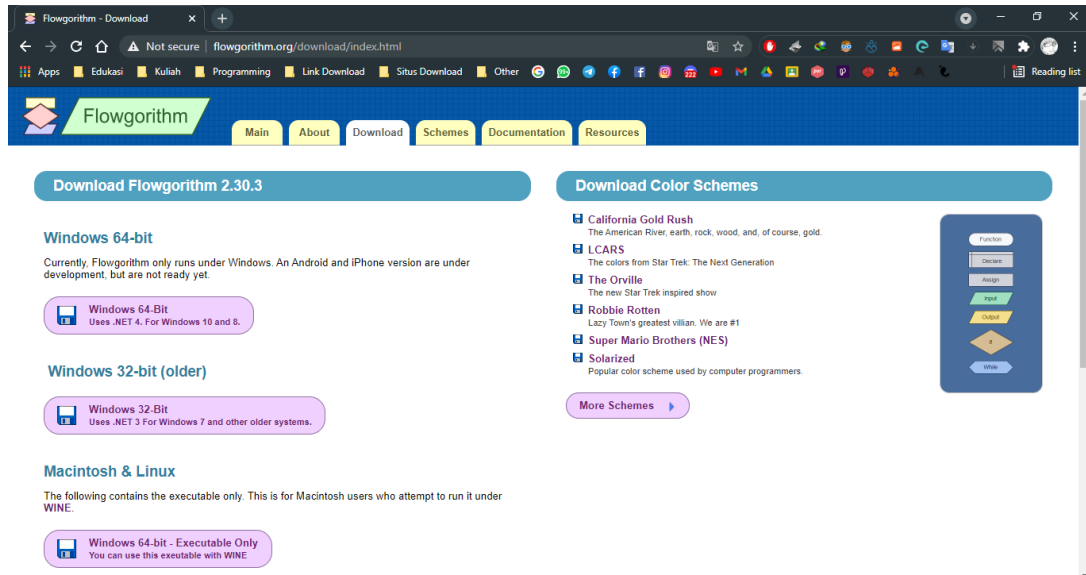 Flowgorithm - Download
Not secure | flowgorithm.org/download/index.html
Apps Edukasi Kuliah Programming Link Download Situs Download Other Reading list
Flowgorithm
Main About Download Schemes Documentation Resources
Download Flowgorithm 2.30.3
Windows 64-bit
Currently, Flowgorithm only runs under Windows. An Android and iPhone version are under
development, but are not ready yet.
Windows 64-Bit
Uses .NET 4. For Windows 10 and 8.
Windows 32-bit (older)
Windows 32-Bit
Uses .NET 3 For Windows 7 and other older systems.
Macintosh & Linux
The following contains the executable only. This is for Macintosh users who attempt to run it under
WINE.
Windows 64-bit - Executable Only
You can use this exeutable with WINE
Download Color Schemes
California Gold Rush
The American River, earth, rock, wood, and, of course, gold.
LCARS
The colors from Star Trek: The Next Generation
The Orville
The new Star Trek inspired show
Robbie Rotten
Lazy Town's greatest villian. We are #1
Super Mario Brothers (NES)
Solarized
Popular color scheme used by computer programmers.
More Schemes
Function
Declare
Assign
Input
Output
If
While